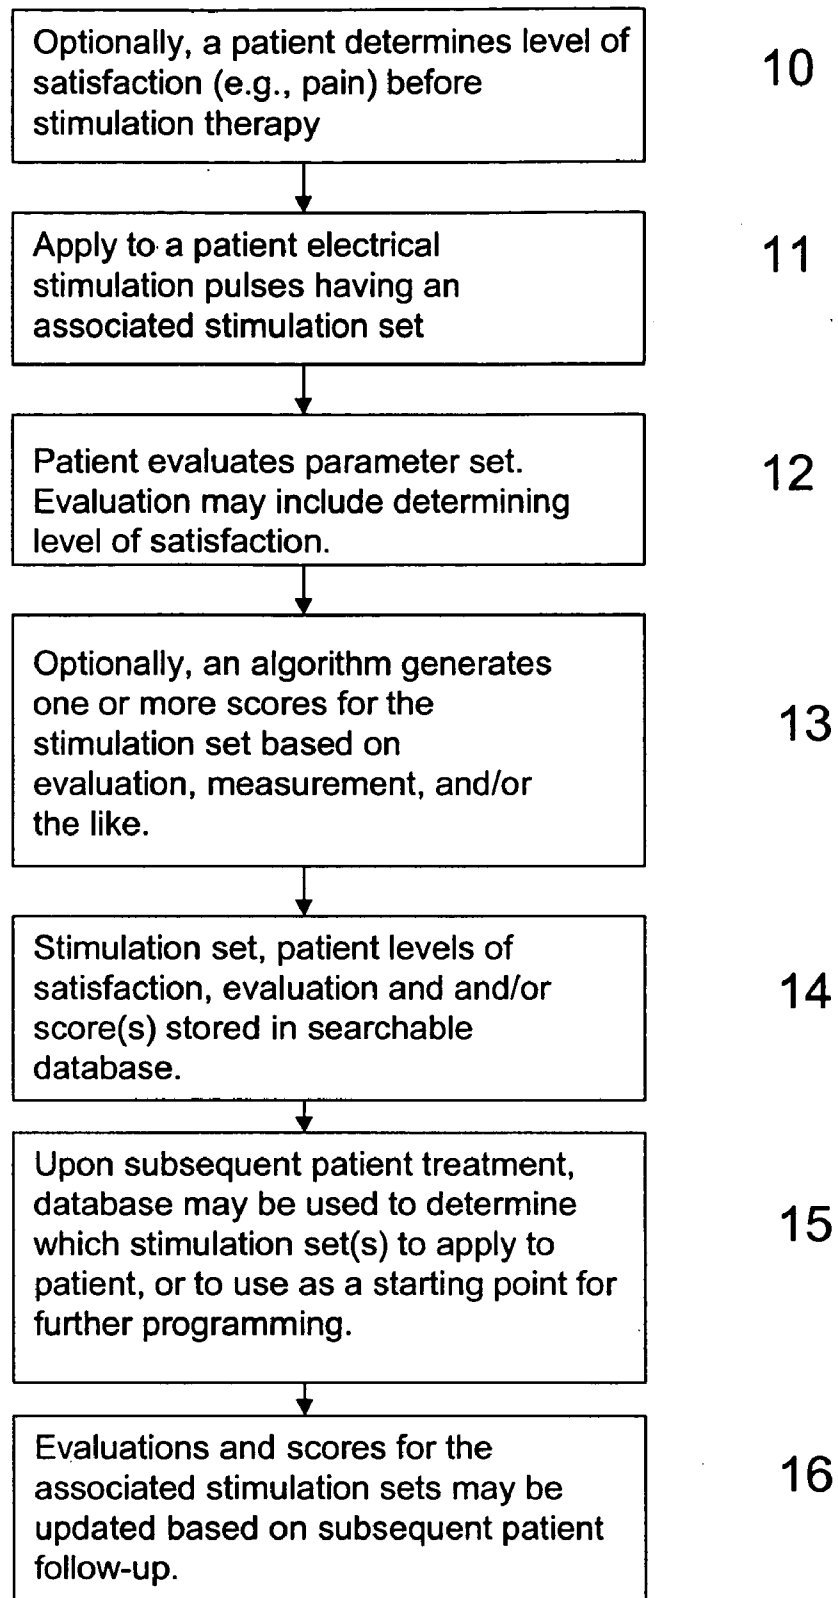 Optionally, a patient determines level of
satisfaction (e.g., pain) before
stimulation therapy
10
Apply to a patient electrical
stimulation pulses having an
associated stimulation set
11
Patient evaluates parameter set.
Evaluation may include determining
level of satisfaction.
12
Optionally, an algorithm generates
one or more scores for the
stimulation set based on
evaluation, measurement, and/or
the like.
13
Stimulation set, patient levels of
satisfaction, evaluation and and/or
score(s) stored in searchable
database.
14
Upon subsequent patient treatment,
database may be used to determine
which stimulation set(s) to apply to
patient, or to use as a starting point for
further programming.
15
Evaluations and scores for the
associated stimulation sets may be
updated based on subsequent patient
follow-up.
16